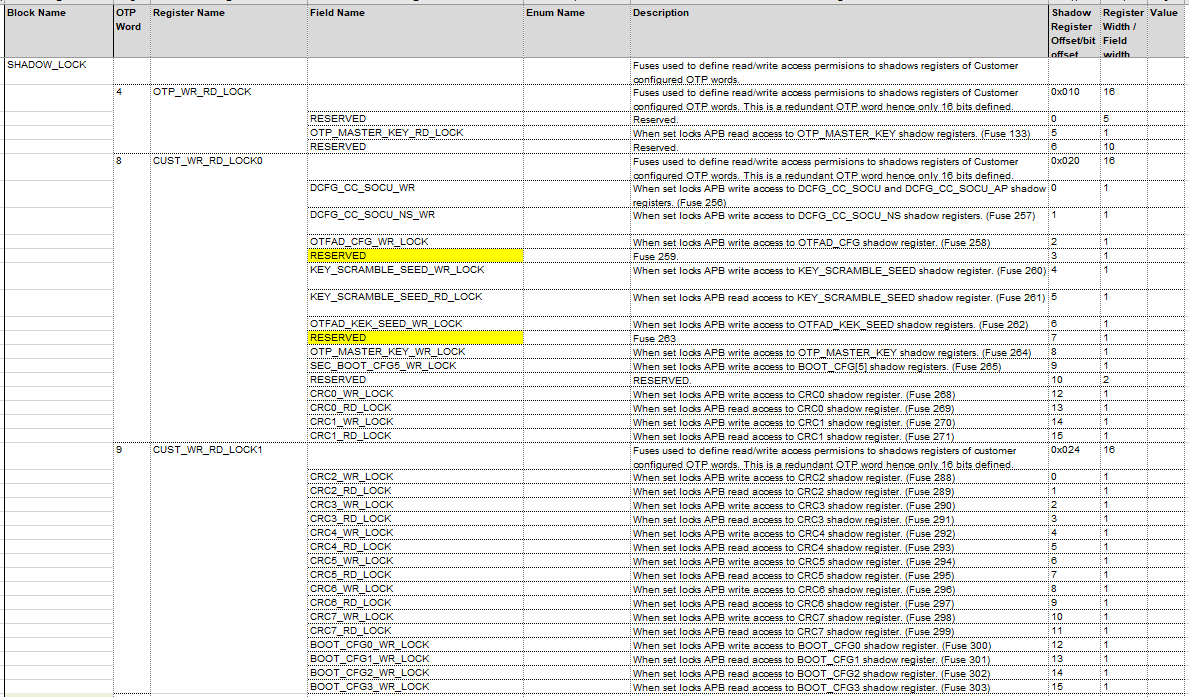 Block Name OTP Word Register Name Field Name Enum Name Description Shadow Register Offset/bit offset Register Width / Field width Value
SHADOW_LOCK Fuses used to define read/write access permisions to shadows registers of Customer
configured OTP words.
4 OTP_WR_RD_LOCK Fuses used to define read/write access permisions to shadows registers of Customer 0x010 16
configured OTP words. This is a redundant OTP word hence only 16 bits defined.
RESERVED Reserved. 0 5
OTP_MASTER_KEY_RD_LOCK When set locks APB read access to OTP_MASTER_KEY shadow registers. (Fuse 133) 5 1
RESERVED Reserved. 6 10
8 CUST_WR_RD_LOCK0 Fuses used to define read/write access permisions to shadows registers of Customer 0x020 16
configured OTP words. This is a redundant OTP word hence only 16 bits defined.
DCFG_CC_SOCU_WR When set locks APB write access to DCFG_CC_SOCU and DCFG_CC_SOCU_AP shadow 0 1
registers. (Fuse 256)
DCFG_CC_SOCU_NS_WR When set locks APB write access to DCFG_CC_SOCU_NS shadow registers. (Fuse 257) 1 1
OTFAD_CFG_WR_LOCK When set locks APB write access to OTFAD_CFG shadow register. (Fuse 258) 2 1
RESERVED Fuse 259. 3 1
KEY_SCRAMBLE_SEED_WR_LOCK When set locks APB write access to KEY_SCRAMBLE_SEED shadow register. (Fuse 260) 4 1
KEY_SCRAMBLE_SEED_RD_LOCK When set locks APB read access to KEY_SCRAMBLE_SEED shadow register. (Fuse 261) 5 1
OTFAD_KEK_SEED_WR_LOCK When set locks APB write access to OTFAD_KEK_SEED shadow registers. (Fuse 262) 6 1
RESERVED Fuse 263 7 1
OTP_MASTER_KEY_WR_LOCK When set locks APB write access to OTP_MASTER_KEY shadow registers. (Fuse 264) 8 1
SEC_BOOT_CFG5_WR_LOCK When set locks APB write access to BOOT_CFG[5] shadow registers. (Fuse 265) 9 1
RESERVED RESERVED. 10 2
CRC0_WR_LOCK When set locks APB write access to CRC0 shadow register. (Fuse 268) 12 1
CRC0_RD_LOCK When set locks APB read access to CRC0 shadow register. (Fuse 269) 13 1
CRC1_WR_LOCK When set locks APB write access to CRC1 shadow register. (Fuse 270) 14 1
CRC1_RD_LOCK When set locks APB read access to CRC1 shadow register. (Fuse 271) 15 1
9 CUST_WR_RD_LOCK1 Fuses used to define read/write access permisions to shadows registers of customer 0x024 16
configured OTP words. This is a redundant OTP word hence only 16 bits defined.
CRC2_WR_LOCK When set locks APB write access to CRC2 shadow register. (Fuse 288) 0 1
CRC2_RD_LOCK When set locks APB read access to CRC2 shadow register. (Fuse 289) 1 1
CRC3_WR_LOCK When set locks APB write access to CRC3 shadow register. (Fuse 290) 2 1
CRC3_RD_LOCK When set locks APB read access to CRC3 shadow register. (Fuse 291) 3 1
CRC4_WR_LOCK When set locks APB write access to CRC4 shadow register. (Fuse 292) 4 1
CRC4_RD_LOCK When set locks APB read access to CRC4 shadow register. (Fuse 293) 5 1
CRC5_WR_LOCK When set locks APB write access to CRC5 shadow register. (Fuse 294) 6 1
CRC5_RD_LOCK When set locks APB read access to CRC5 shadow register. (Fuse 295) 7 1
CRC6_WR_LOCK When set locks APB write access to CRC6 shadow register. (Fuse 296) 8 1
CRC6_RD_LOCK When set locks APB read access to CRC6 shadow register. (Fuse 297) 9 1
CRC7_WR_LOCK When set locks APB write access to CRC7 shadow register. (Fuse 298) 10 1
CRC7_RD_LOCK When set locks APB read access to CRC7 shadow register. (Fuse 299) 11 1
BOOT_CFG0_WR_LOCK When set locks APB write access to BOOT_CFG0 shadow register. (Fuse 300) 12 1
BOOT_CFG1_WR_LOCK When set locks APB write access to BOOT_CFG1 shadow register. (Fuse 301) 13 1
BOOT_CFG2_WR_LOCK When set locks APB write access to BOOT_CFG2 shadow register. (Fuse 302) 14 1
BOOT_CFG3_WR_LOCK When set locks APB write access to BOOT_CFG3 shadow register. (Fuse 303) 15 1